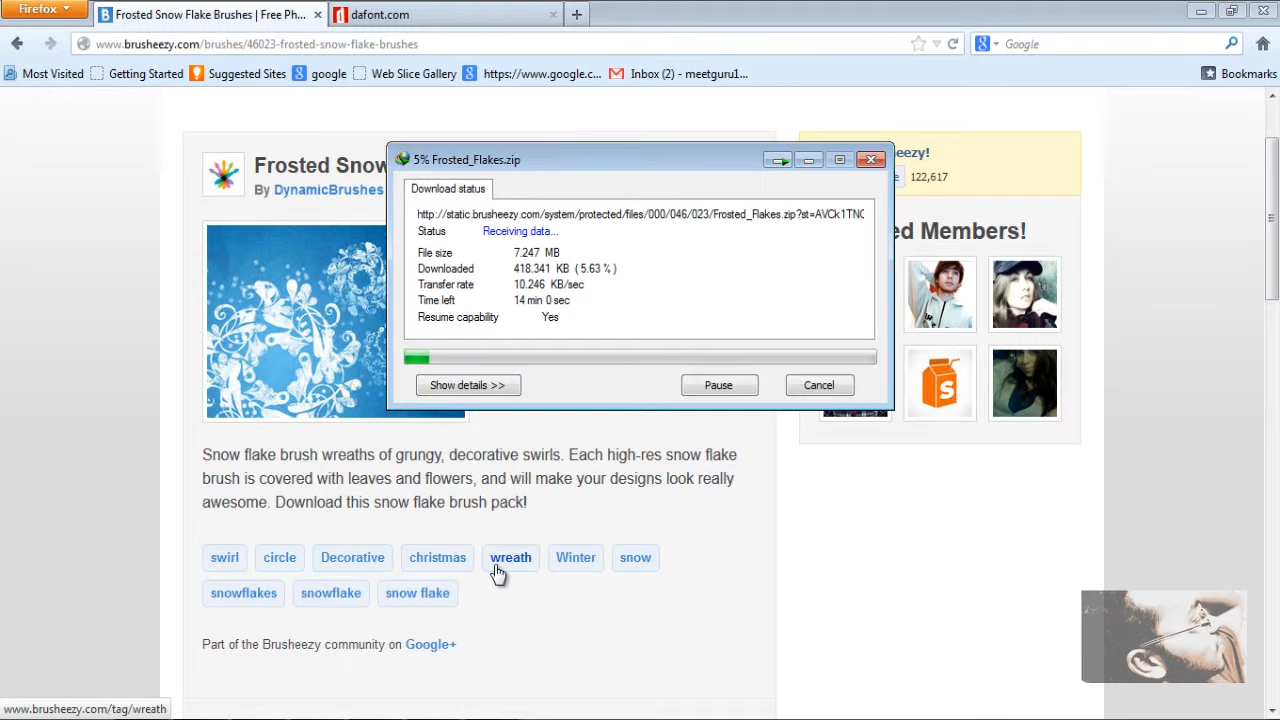 Firefox
Frosted Snow Flake Brushes | Free Ph...
dafont.com
www.brusheezy.com/brushes/46023-frosted-snow-flake-brushes
Google
Most Visited
Getting Started
Suggested Sites
google
Web Slice Gallery
https://www.google.c...
Inbox (2) - meetguru1...
Bookmarks
Frosted Snow
By DynamicBrushes
5% Frosted_Flakes.zip
Download status
http://static.brusheezy.com/system/protected/files/000/046/023/Frosted_Flakes.zip?st=AVCk1TNC
Status Receiving data...
File size 7.247 MB
Downloaded 418.341 KB ( 5.63 % )
Transfer rate 10.246 KB/sec
Time left 14 min 0 sec
Resume capability Yes
Show details >>
Pause
Cancel
eezy!
122,617
ed Members!
S
Snow flake brush wreaths of grungy, decorative swirls. Each high-res snow flake
brush is covered with leaves and flowers, and will make your designs look really
awesome. Download this snow flake brush pack!
swirl circle Decorative christmas wreath Winter snow
snowflakes snowflake snow flake
Part of the Brusheezy community on Google+
www.brusheezy.com/tag/wreath